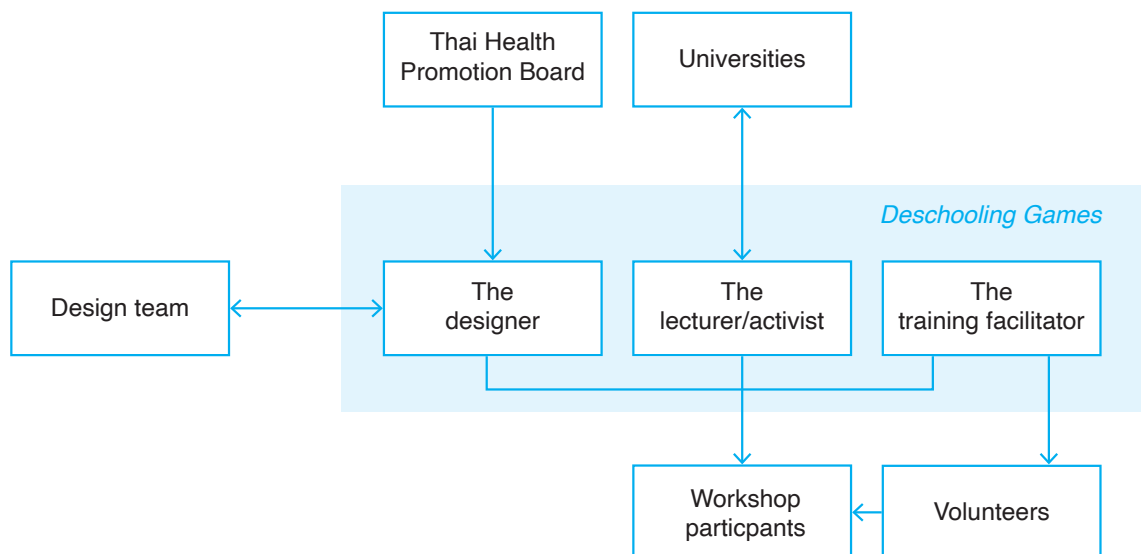 Thai Health
Promotion Board
Universities
Deschooling Games
Design team
The
designer
The
lecturer/activist
The
training facilitator
Workshop
particpants
Volunteers